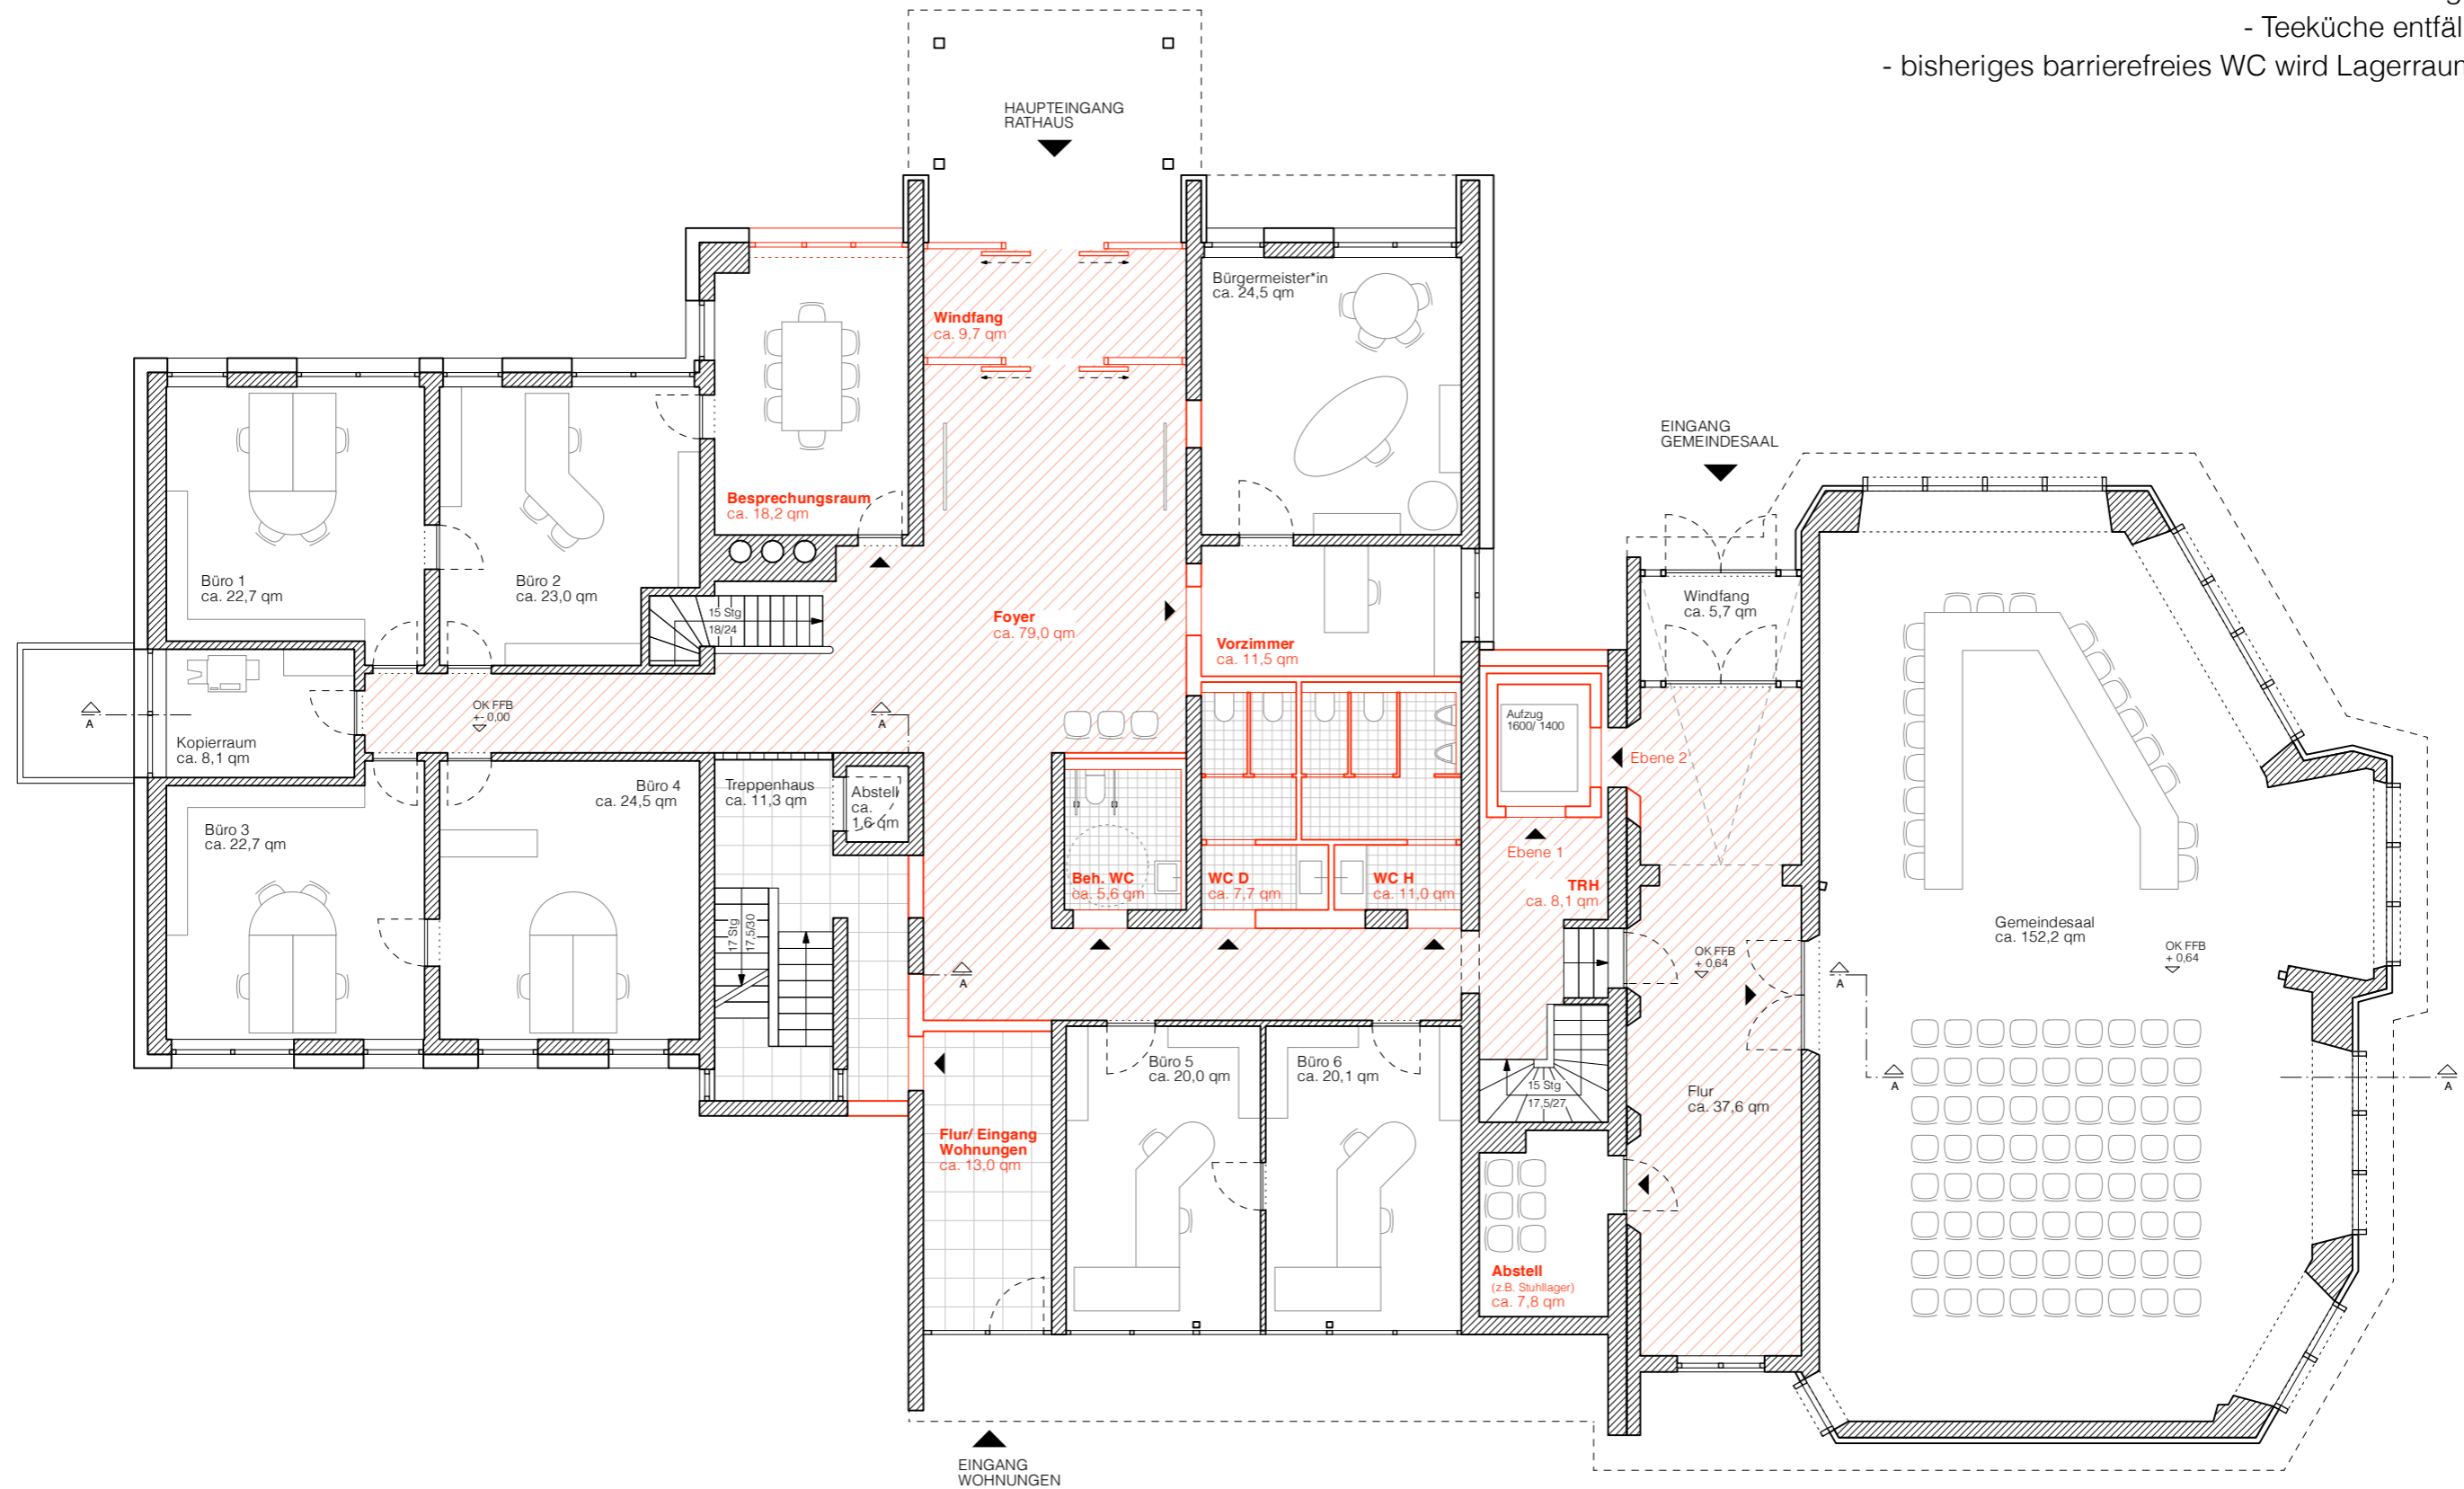 - Teeküche entfäl
- bisheriges barrierefreies WC wird Lagerraum
HAUPTEINGANG
RATHAUS
Bürgermeister*in
ca. 24,5 qm
Windfang
ca. 9,7 qm
EINGANG
GEMEINDESAAL
Besprechungsraum
ca. 18,2 qm
Büro 1
ca. 22,7 qm
Büro 2
ca. 23,0 qm
15 Stg
18/24
Foyer
ca. 79,0 qm
Vorzimmer
ca. 11,5 qm
Windfang
ca. 5,7 qm
OK FFB
+- 0,00
A
A
Kopierraum
ca. 8,1 qm
Aufzug
1600/ 1400
Ebene 2
Büro 4
ca. 24,5 qm
Treppenhaus
ca. 11,3 qm
Abstell
ca.
1,6 qm
Büro 3
ca. 22,7 qm
Ebene 1
Beh. WC
ca. 5,6 qm
WC D
ca. 7,7 qm
WC H
ca. 11,0 qm
TRH
ca. 8,1 qm
17 Stg
17,5/30
Gemeindesaal
ca. 152,2 qm
OK FFB
+ 0,64
OK FFB
+ 0,64
A
A
Büro 5
ca. 20,0 qm
Büro 6
ca. 20,1 qm
15 Stg
17,5/27
Flur
ca. 37,6 qm
A
A
Flur/ Eingang
Wohnungen
ca. 13,0 qm
Abstell
(z.B. Stuhllager)
ca. 7,8 qm
EINGANG
WOHNUNGEN